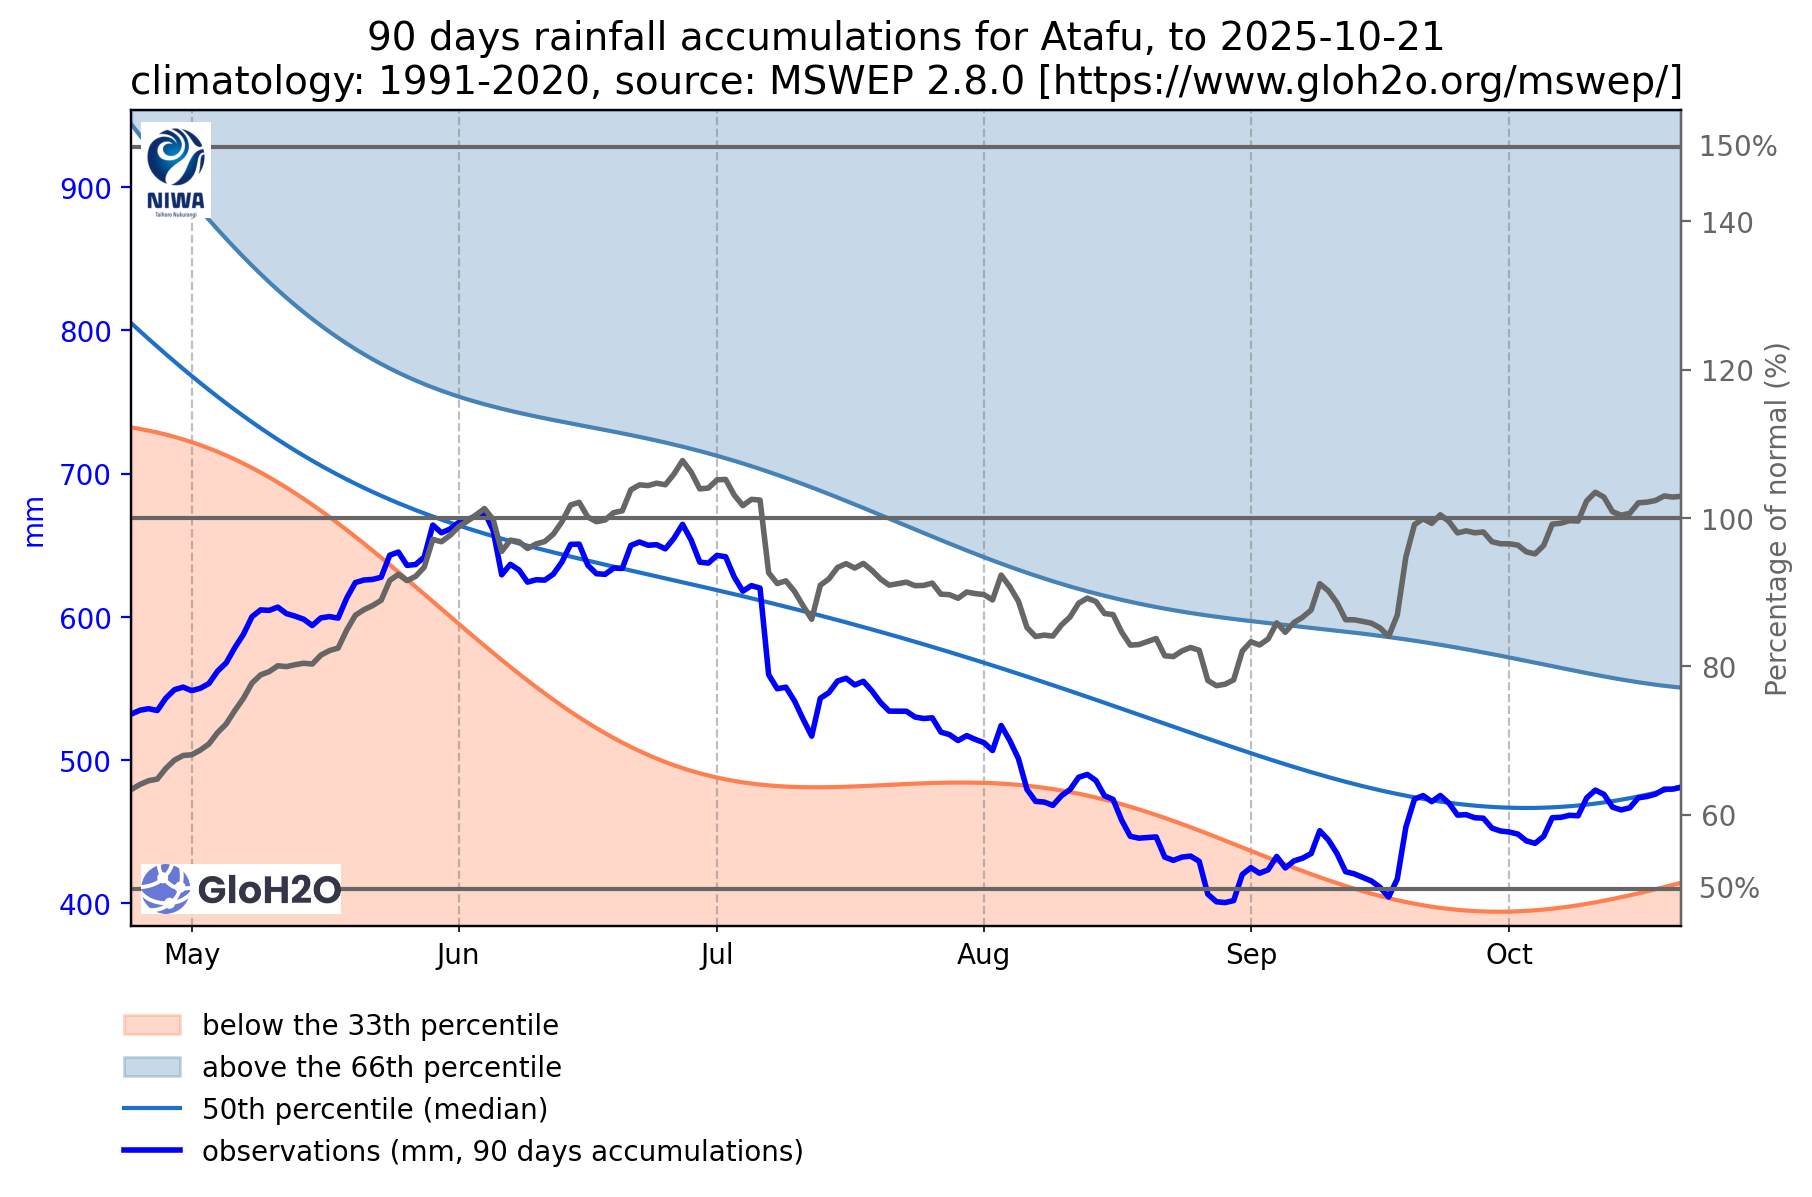 90 days rainfall accumulations for Atafu, to 2025-10-21
climatology: 1991-2020, source: MSWEP 2.8.0 [https://www.gloh2o.org/mswep/]
NIWA
Taihoro Nukurangi
900
800
700
600
500
400
mm
150%
140
120
100
80
60
50%
Percentage of normal (%)
GloH2O
May
Jun
Jul
Aug
Sep
Oct
below the 33th percentile
above the 66th percentile
50th percentile (median)
observations (mm, 90 days accumulations)